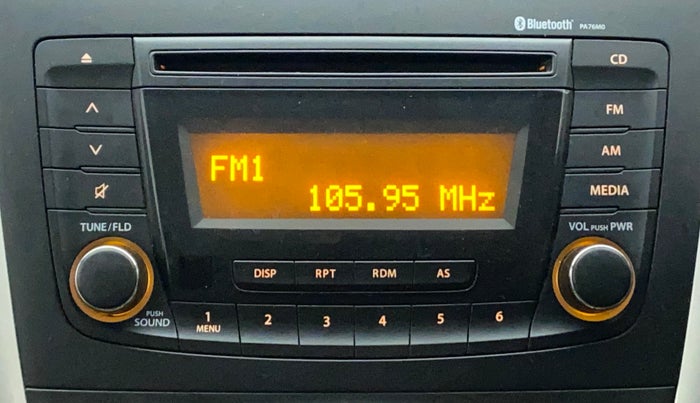 Bluetooth® PA76M0
CD
FM
AM
MEDIA
FM1
105.95 MHz
TUNE/FLD
VOL PUSH PWR
DISP RPT RDM AS
PUSH SOUND
1 MENU 2 3 4 5 6